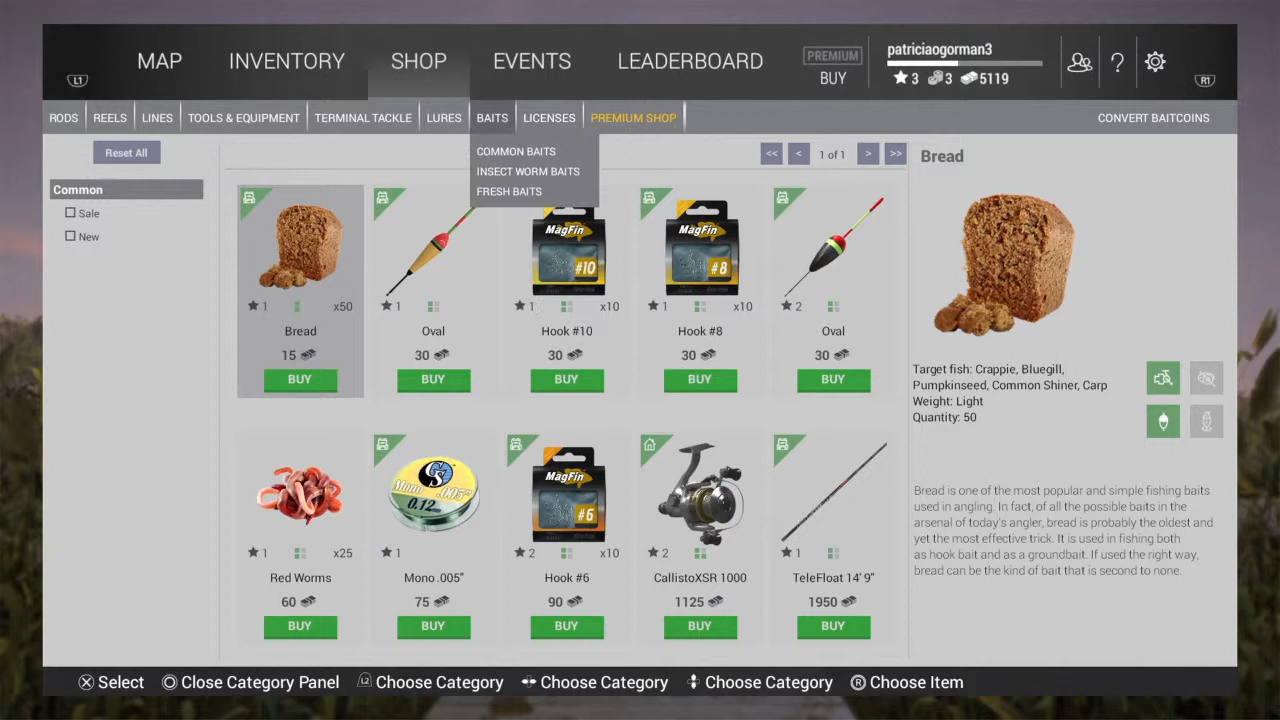 L1
MAP
INVENTORY
SHOP
EVENTS
LEADERBOARD
PREMIUM
BUY
patriciaogorman3
3
3
5119
?
R1
RODS
REELS
LINES
TOOLS & EQUIPMENT
TERMINAL TACKLE
LURES
BAITS
LICENSES
PREMIUM SHOP
CONVERT BAITCOINS
COMMON BAITS
INSECT WORM BAITS
FRESH BAITS
Reset All
Common
Sale
New
<<
<
1 of 1
>
>>
1
x50
Bread
15
BUY
1
Oval
30
BUY
MagFin
#10
1
x10
Hook #10
30
BUY
MagFin
#8
1
x10
Hook #8
30
BUY
2
Oval
30
BUY
1
x25
Red Worms
60
BUY
Mono .005"
0.12
1
Mono .005"
75
BUY
MagFin
#6
2
x10
Hook #6
90
BUY
2
CallistoXSR 1000
1125
BUY
1
TeleFloat 14' 9"
1950
BUY
Bread
Target fish: Crappie, Bluegill,
Pumpkinseed, Common Shiner, Carp
Weight: Light
Quantity: 50
Bread is one of the most popular and simple fishing baits
used in angling. In fact, of all the possible baits in the
arsenal of today's angler, bread is probably the oldest and
yet the most effective trick. It is used in fishing both
as hook bait and as a groundbait. If used the right way,
bread can be the kind of bait that is second to none.
Select
Close Category Panel
L2
Choose Category
Choose Category
Choose Category
R
Choose Item